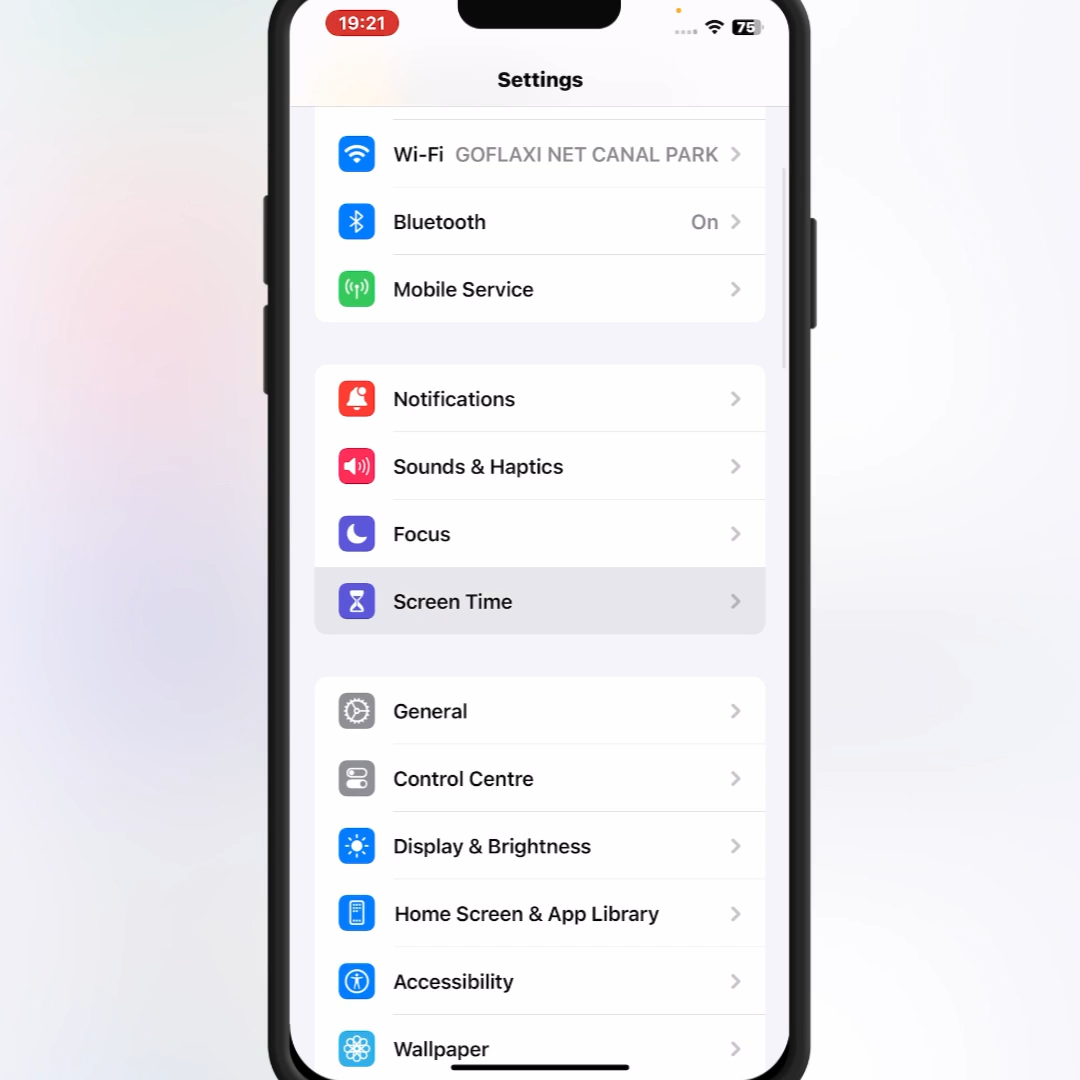 19:21
75
Settings
Wi-Fi GOFLAXI NET CANAL PARK
Bluetooth On
Mobile Service
Notifications
Sounds & Haptics
Focus
Screen Time
General
Control Centre
Display & Brightness
Home Screen & App Library
Accessibility
Wallpaper